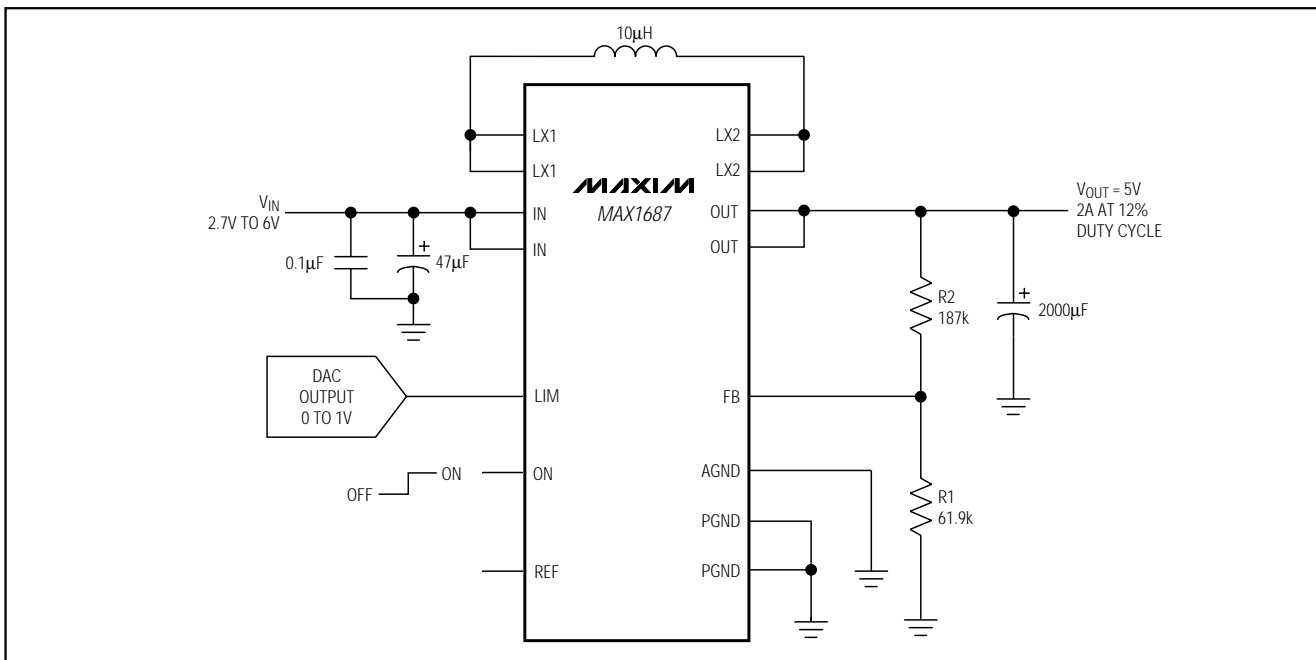 10µH
LX1
LX2
LX1
LX2
MAXIM
MAX1687
VIN
2.7V TO 6V
IN
OUT
VOUT = 5V
2A AT 12%
DUTY CYCLE
IN
OUT
0.1µF
+
47µF
R2
187k
+
2000µF
DAC
OUTPUT
0 TO 1V
LIM
FB
OFF
ON
ON
AGND
R1
61.9k
PGND
REF
PGND